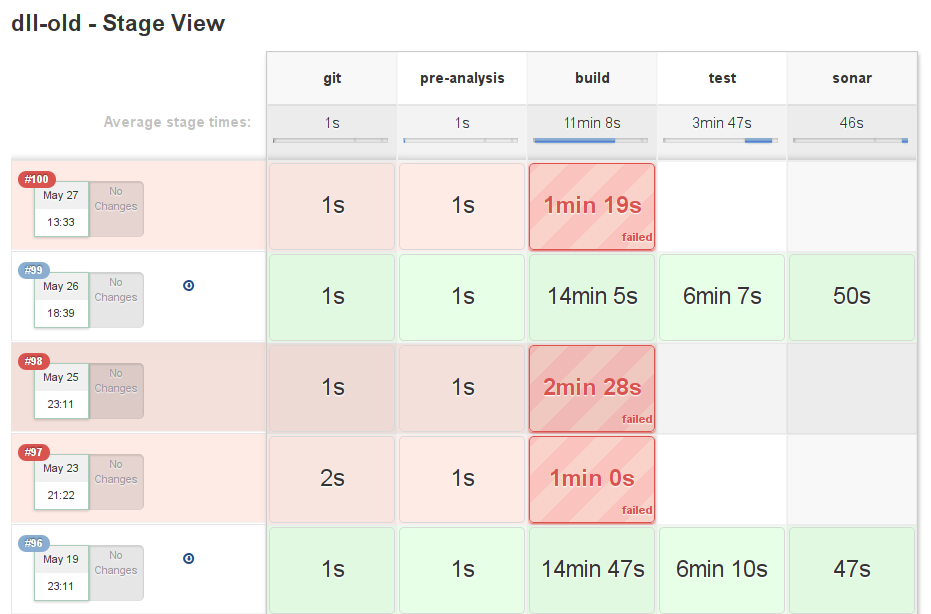 dll-old - Stage View
git pre-analysis build test sonar
Average stage times: 1s 1s 11min 8s 3min 47s 46s
#100
May 27 No
Changes
13:33
1s 1s 1min 19s
failed
#99
May 26 No
Changes
18:39
1s 1s 14min 5s 6min 7s 50s
#98
May 25 No
Changes
23:11
1s 1s 2min 28s
failed
#97
May 23 No
Changes
21:22
2s 1s 1min 0s
failed
#96
May 19 No
Changes
23:11
1s 1s 14min 47s 6min 10s 47s